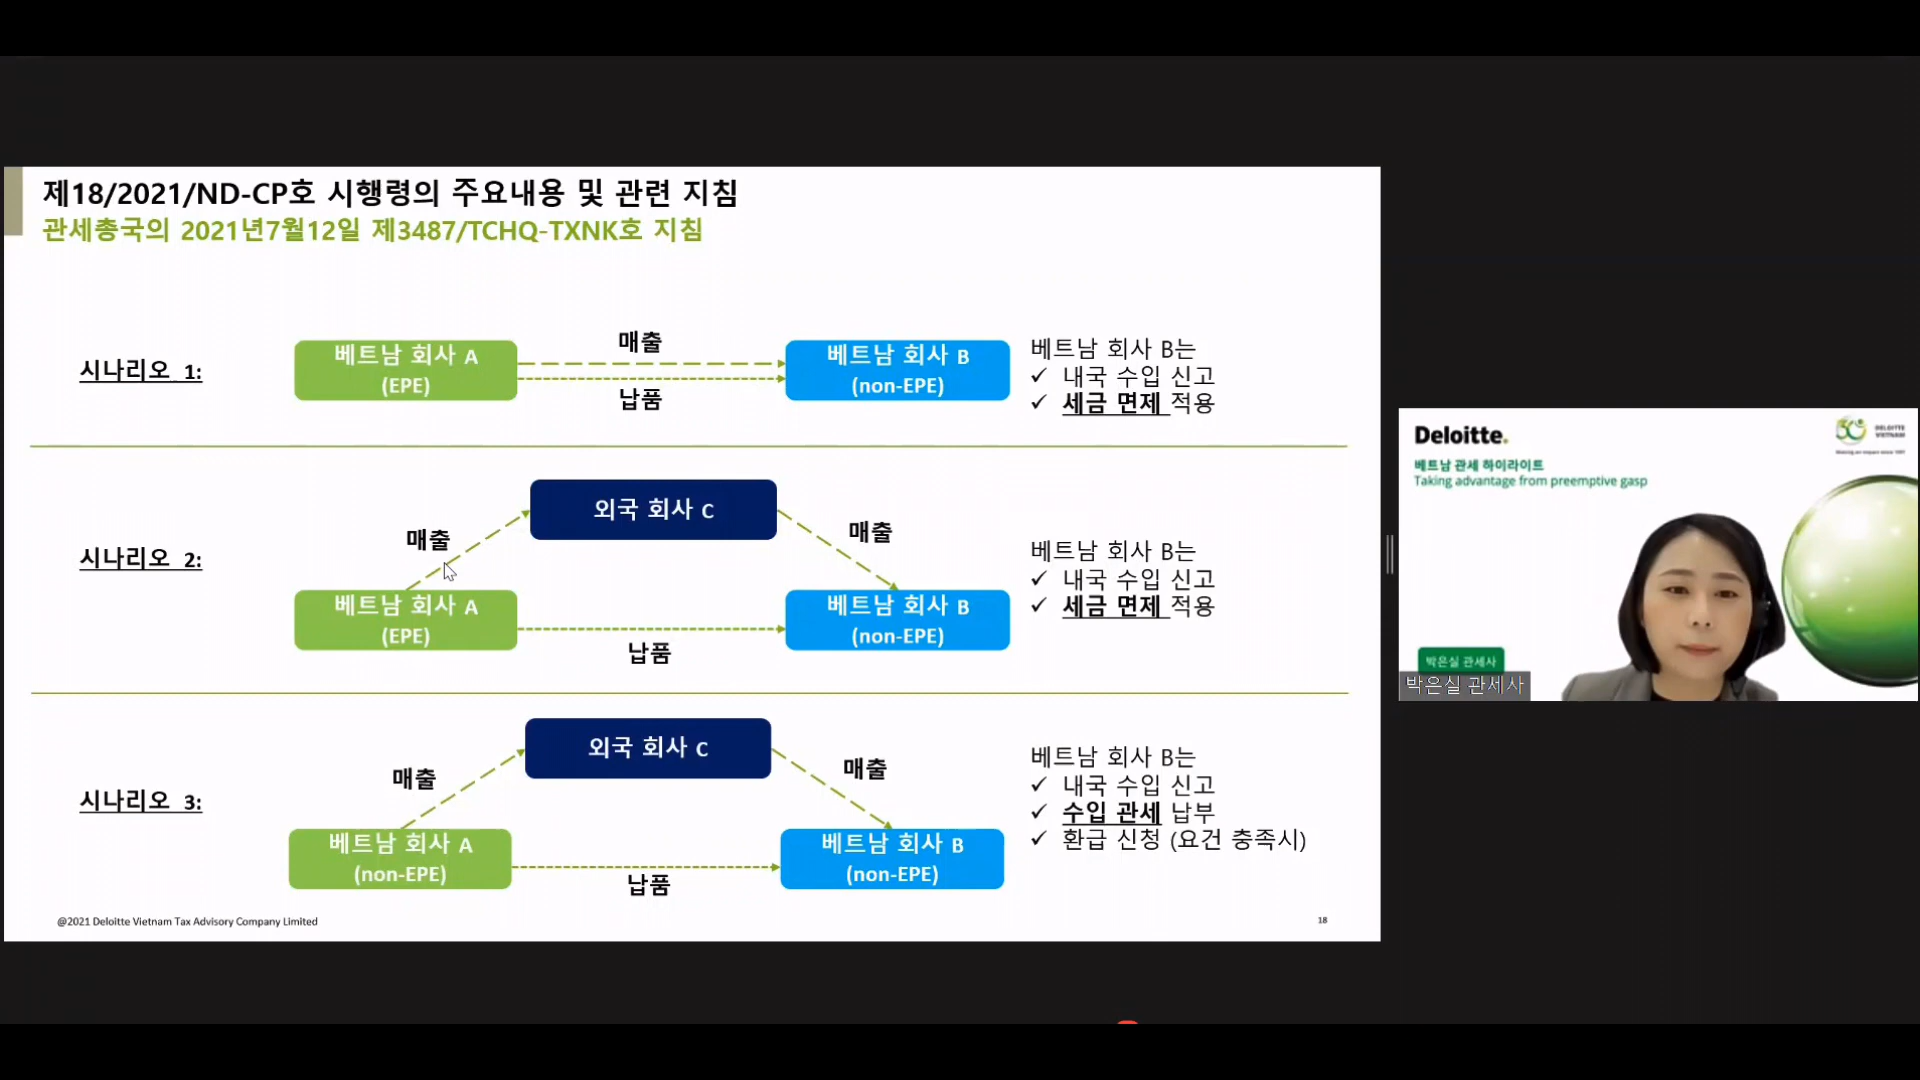 제18/2021/ND-CP호 시행령의 주요내용 및 관련 지침
관세총국의 2021년7월12일 제3487/TCHQ-TXNK호 지침
시나리오 1:
베트남 회사 A
(EPE)
매출
납품
베트남 회사 B
(non-EPE)
베트남 회사 B는
✓ 내국 수입 신고
✓ 세금 면제 적용
시나리오 2:
외국 회사 C
매출
매출
베트남 회사 A
(EPE)
납품
베트남 회사 B
(non-EPE)
베트남 회사 B는
✓ 내국 수입 신고
✓ 세금 면제 적용
시나리오 3:
외국 회사 C
매출
매출
베트남 회사 A
(non-EPE)
납품
베트남 회사 B
(non-EPE)
베트남 회사 B는
✓ 내국 수입 신고
✓ 수입 관세 납부
✓ 환급 신청 (요건 충족시)
@2021 Deloitte Vietnam Tax Advisory Company Limited
18
Deloitte.
DELOITTE
VIETNAM
베트남 관세 하이라이트
Taking advantage from preemptive gasp
박은실 관세사
박은실 관세사